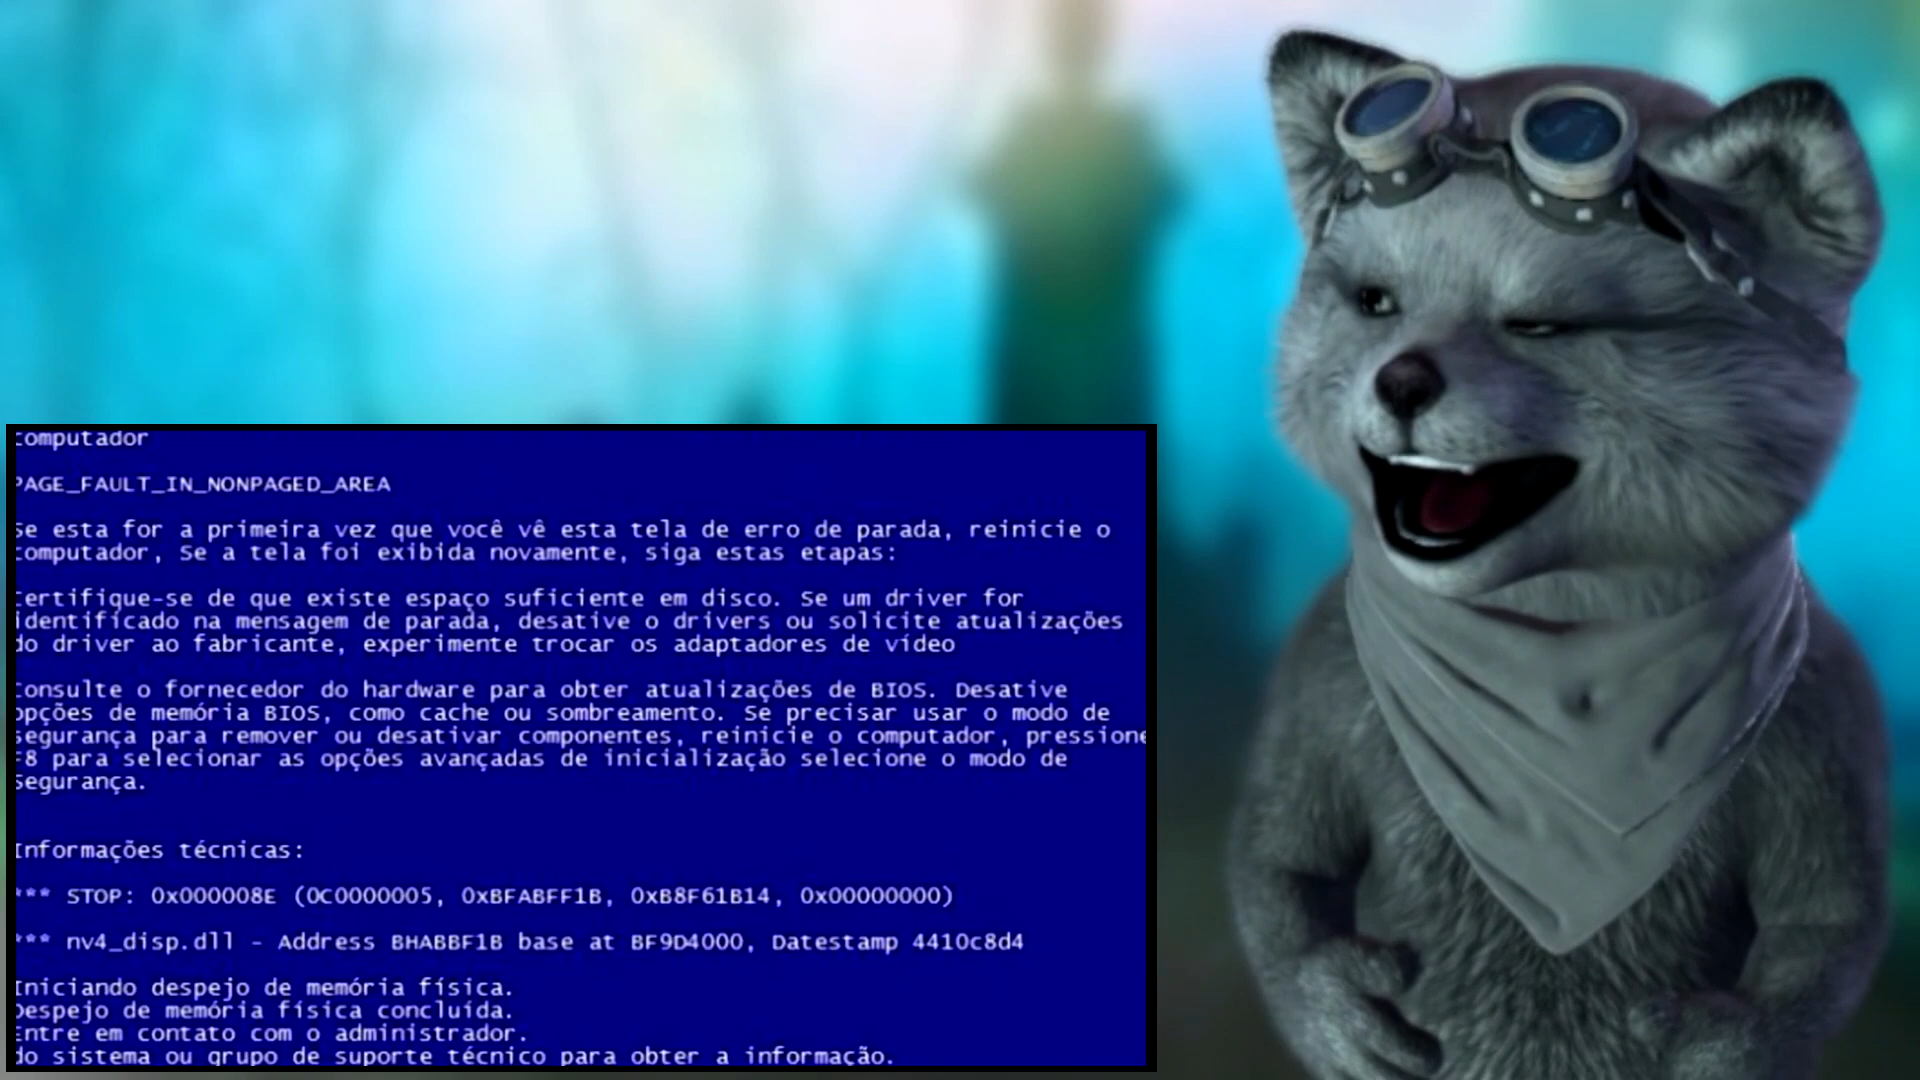 computador
PAGE_FAULT_IN_NONPAGED_AREA
Se esta for a primeira vez que você vê esta tela de erro de parada, reinicie o
computador, Se a tela foi exibida novamente, siga estas etapas:
Certifique-se de que existe espaço suficiente em disco. Se um driver for
identificado na mensagem de parada, desative o drivers ou solicite atualizações
do driver ao fabricante, experimente trocar os adaptadores de vídeo
Consulte o fornecedor do hardware para obter atualizações de BIOS. Desative
opções de memória BIOS, como cache ou sombreamento. Se precisar usar o modo de
segurança para remover ou desativar componentes, reinicie o computador, pressione
F8 para selecionar as opções avançadas de inicialização selecione o modo de
segurança.
Informações técnicas:
*** STOP: 0x000008E (0C0000005, 0xBFABFF1B, 0xB8F61B14, 0x00000000)
*** nv4_disp.dll - Address BHABBF1B base at BF9D4000, Datestamp 4410c8d4
Iniciando despejo de memória física.
Despejo de memória física concluída.
Entre em contato com o administrador.
do sistema ou grupo de suporte técnico para obter a informação.